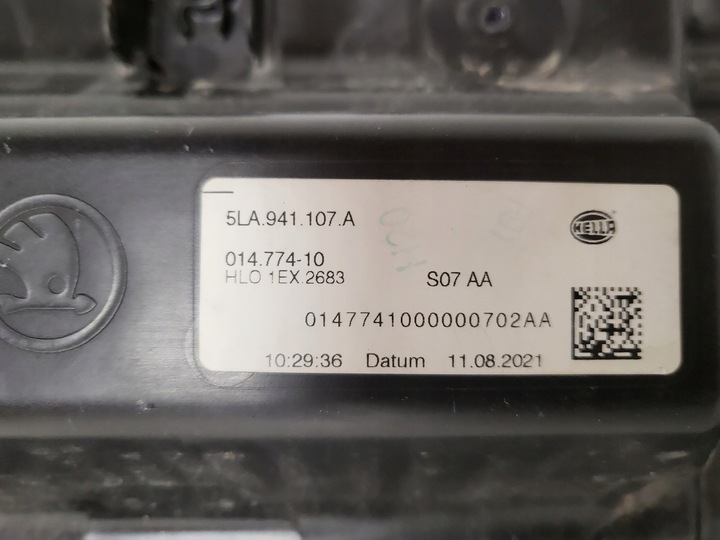 5LA.941.107.A
HELLA
014.774-10
HLO 1EX.2683 S07 AA
0147741000000702AA
10:29:36 Datum 11.08.2021